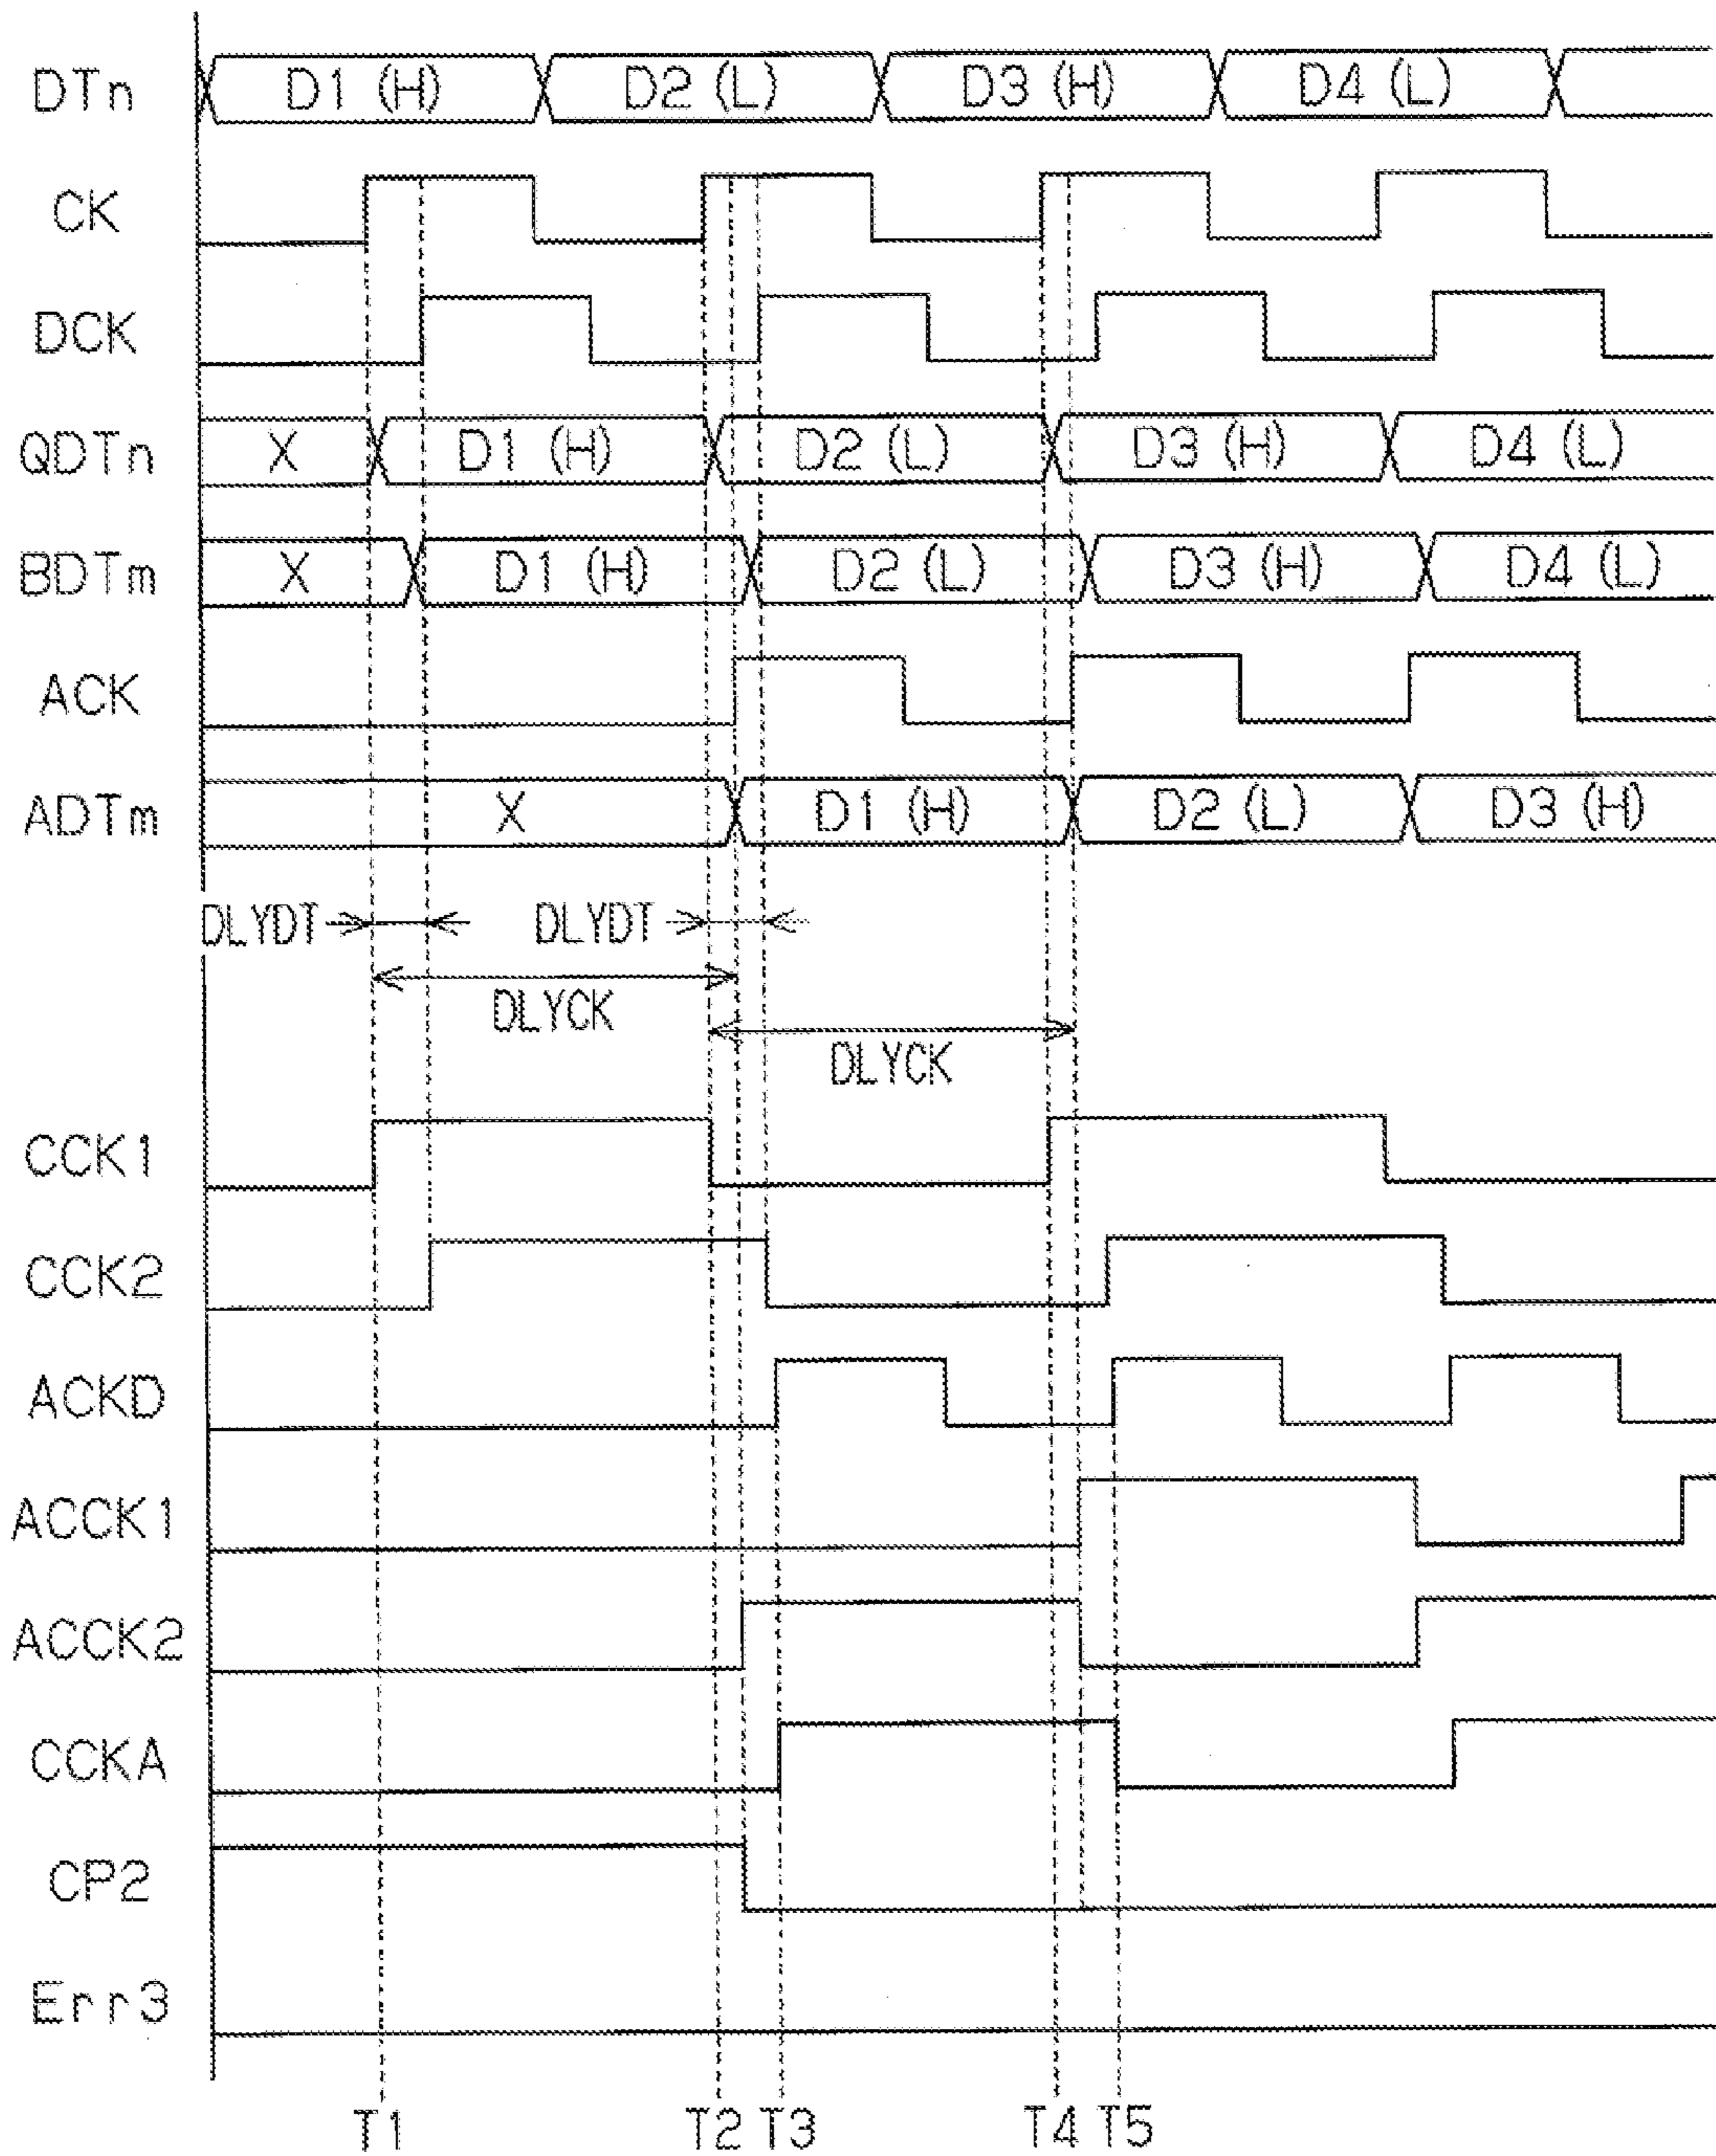 DTn D1 (H) D2 (L) D3 (H) D4 (L)
CK
DCK
QDTn X D1 (H) D2 (L) D3 (H) D4 (L)
BDTm X D1 (H) D2 (L) D3 (H) D4 (L)
ACK
ADTm X D1 (H) D2 (L) D3 (H)
DLYDT DLYDT
DLYCK
DLYCK
CCK1
CCK2
ACKD
ACCK1
ACCK2
CCKA
CP2
Err3
T1 T2 T3 T4 T5